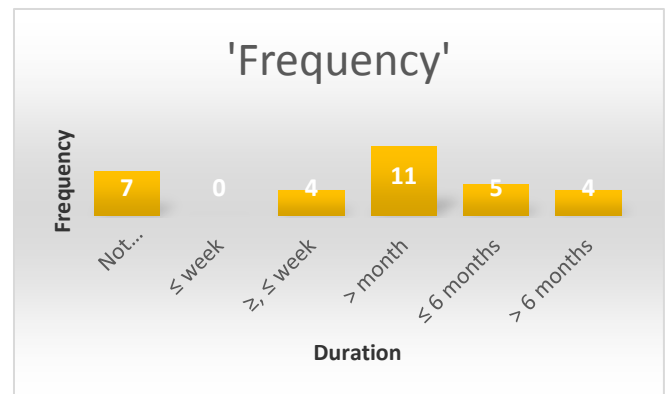 'Frequency'
Frequency
7
0
4
11
5
4
Not...
≤ week
≥, ≤ week
> month
≤ 6 months
> 6 months
Duration